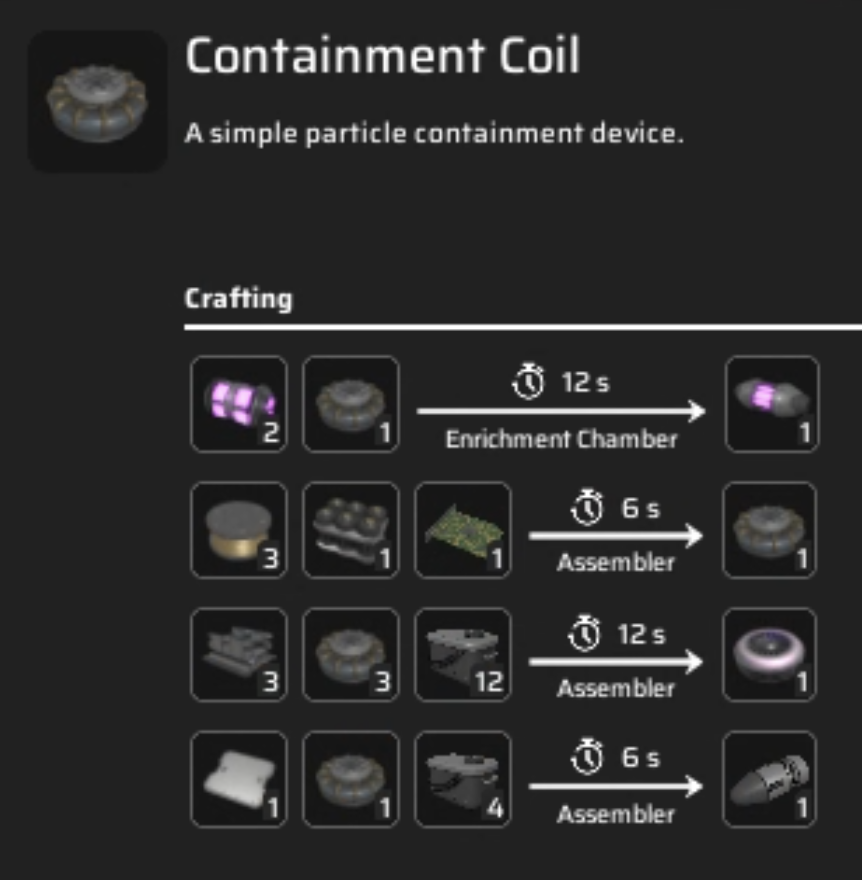 Containment Coil
A simple particle containment device.
Crafting
12 s
2 1 Enrichment Chamber 1
6 s
3 1 1 Assembler 1
12 s
3 3 12 Assembler 1
6 s
1 1 4 Assembler 1